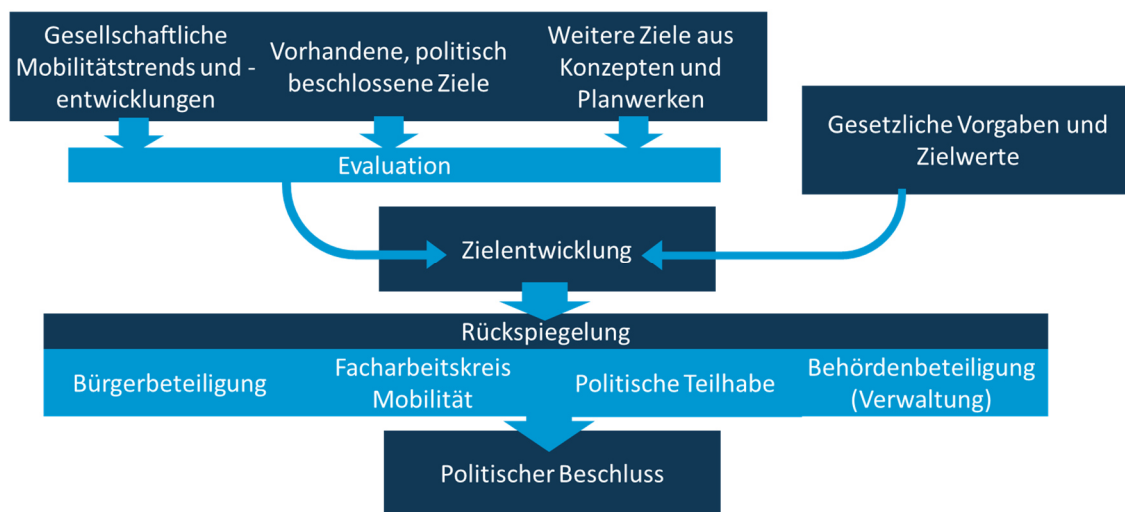 Gesellschaftliche
Mobilitätstrends und -
entwicklungen
Vorhandene, politisch
beschlossene Ziele
Weitere Ziele aus
Konzepten und
Planwerken
Gesetzliche Vorgaben und
Zielwerte
Evaluation
Zielentwicklung
Rückspiegelung
Bürgerbeteiligung
Facharbeitskreis
Mobilität
Politische Teilhabe
Behördenbeteiligung
(Verwaltung)
Politischer Beschluss